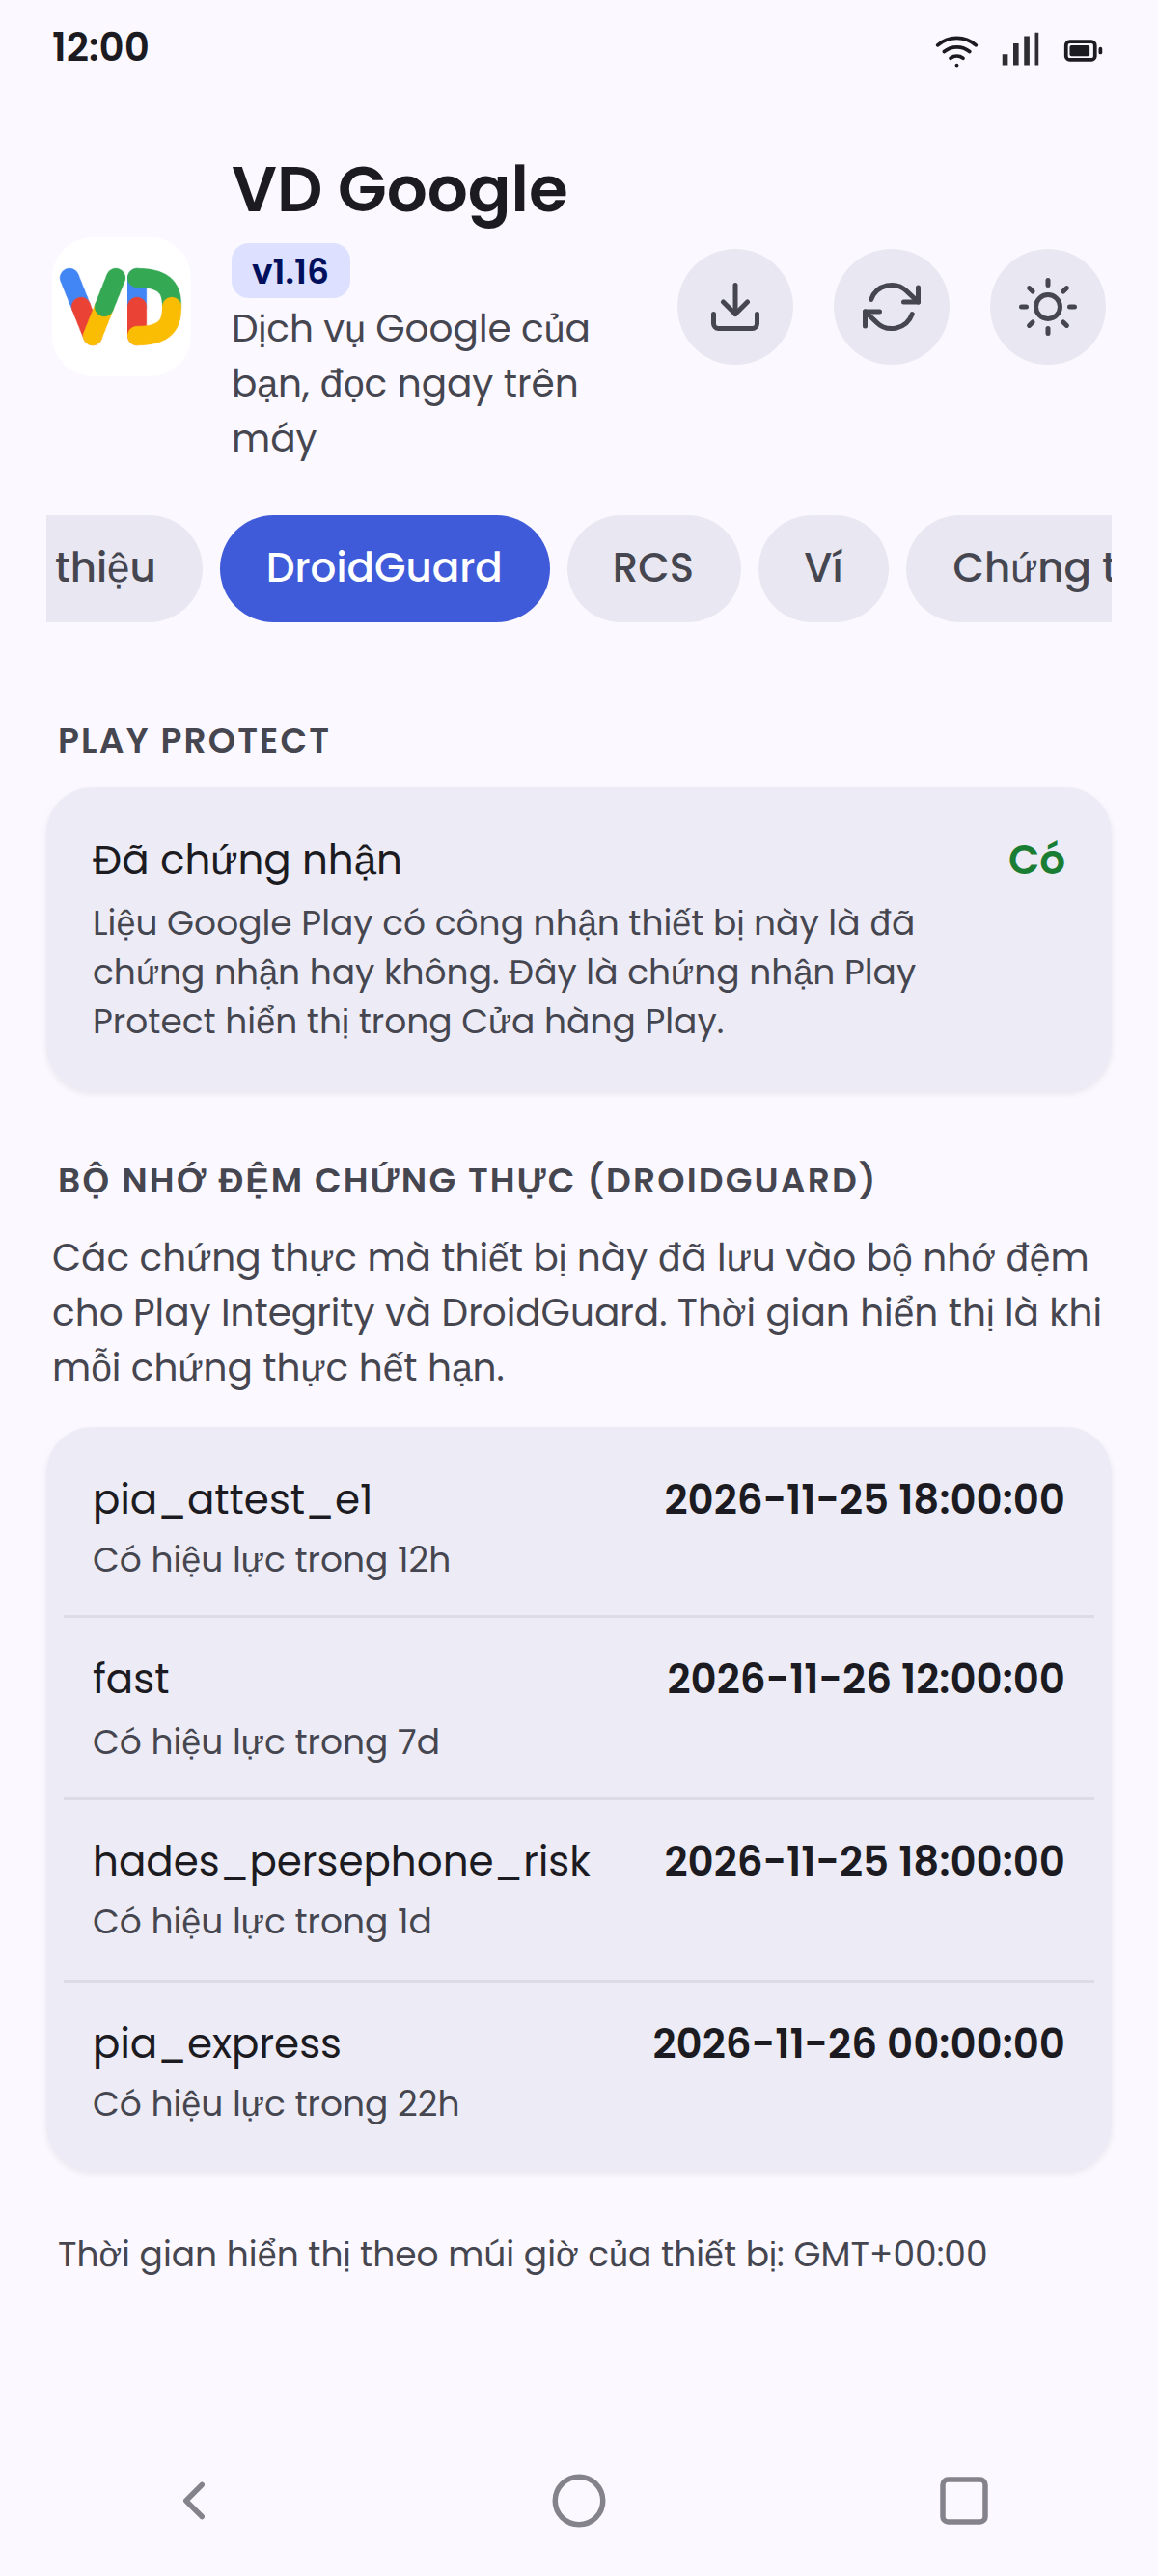 12:00
VD Google
VD
v1.16
Dịch vụ Google của
bạn, đọc ngay trên
máy
thiệu
DroidGuard
RCS
Ví
Chứng t
PLAY PROTECT
Đã chứng nhận
Có
Liệu Google Play có công nhận thiết bị này là đã
chứng nhận hay không. Đây là chứng nhận Play
Protect hiển thị trong Cửa hàng Play.
BỘ NHỚ ĐỆM CHỨNG THỰC (DROIDGUARD)
Các chứng thực mà thiết bị này đã lưu vào bộ nhớ đệm
cho Play Integrity và DroidGuard. Thời gian hiển thị là khi
mỗi chứng thực hết hạn.
pia_attest_e1
2026-11-25 18:00:00
Có hiệu lực trong 12h
fast
2026-11-26 12:00:00
Có hiệu lực trong 7d
hades_persephone_risk
2026-11-25 18:00:00
Có hiệu lực trong 1d
pia_express
2026-11-26 00:00:00
Có hiệu lực trong 22h
Thời gian hiển thị theo múi giờ của thiết bị: GMT+00:00